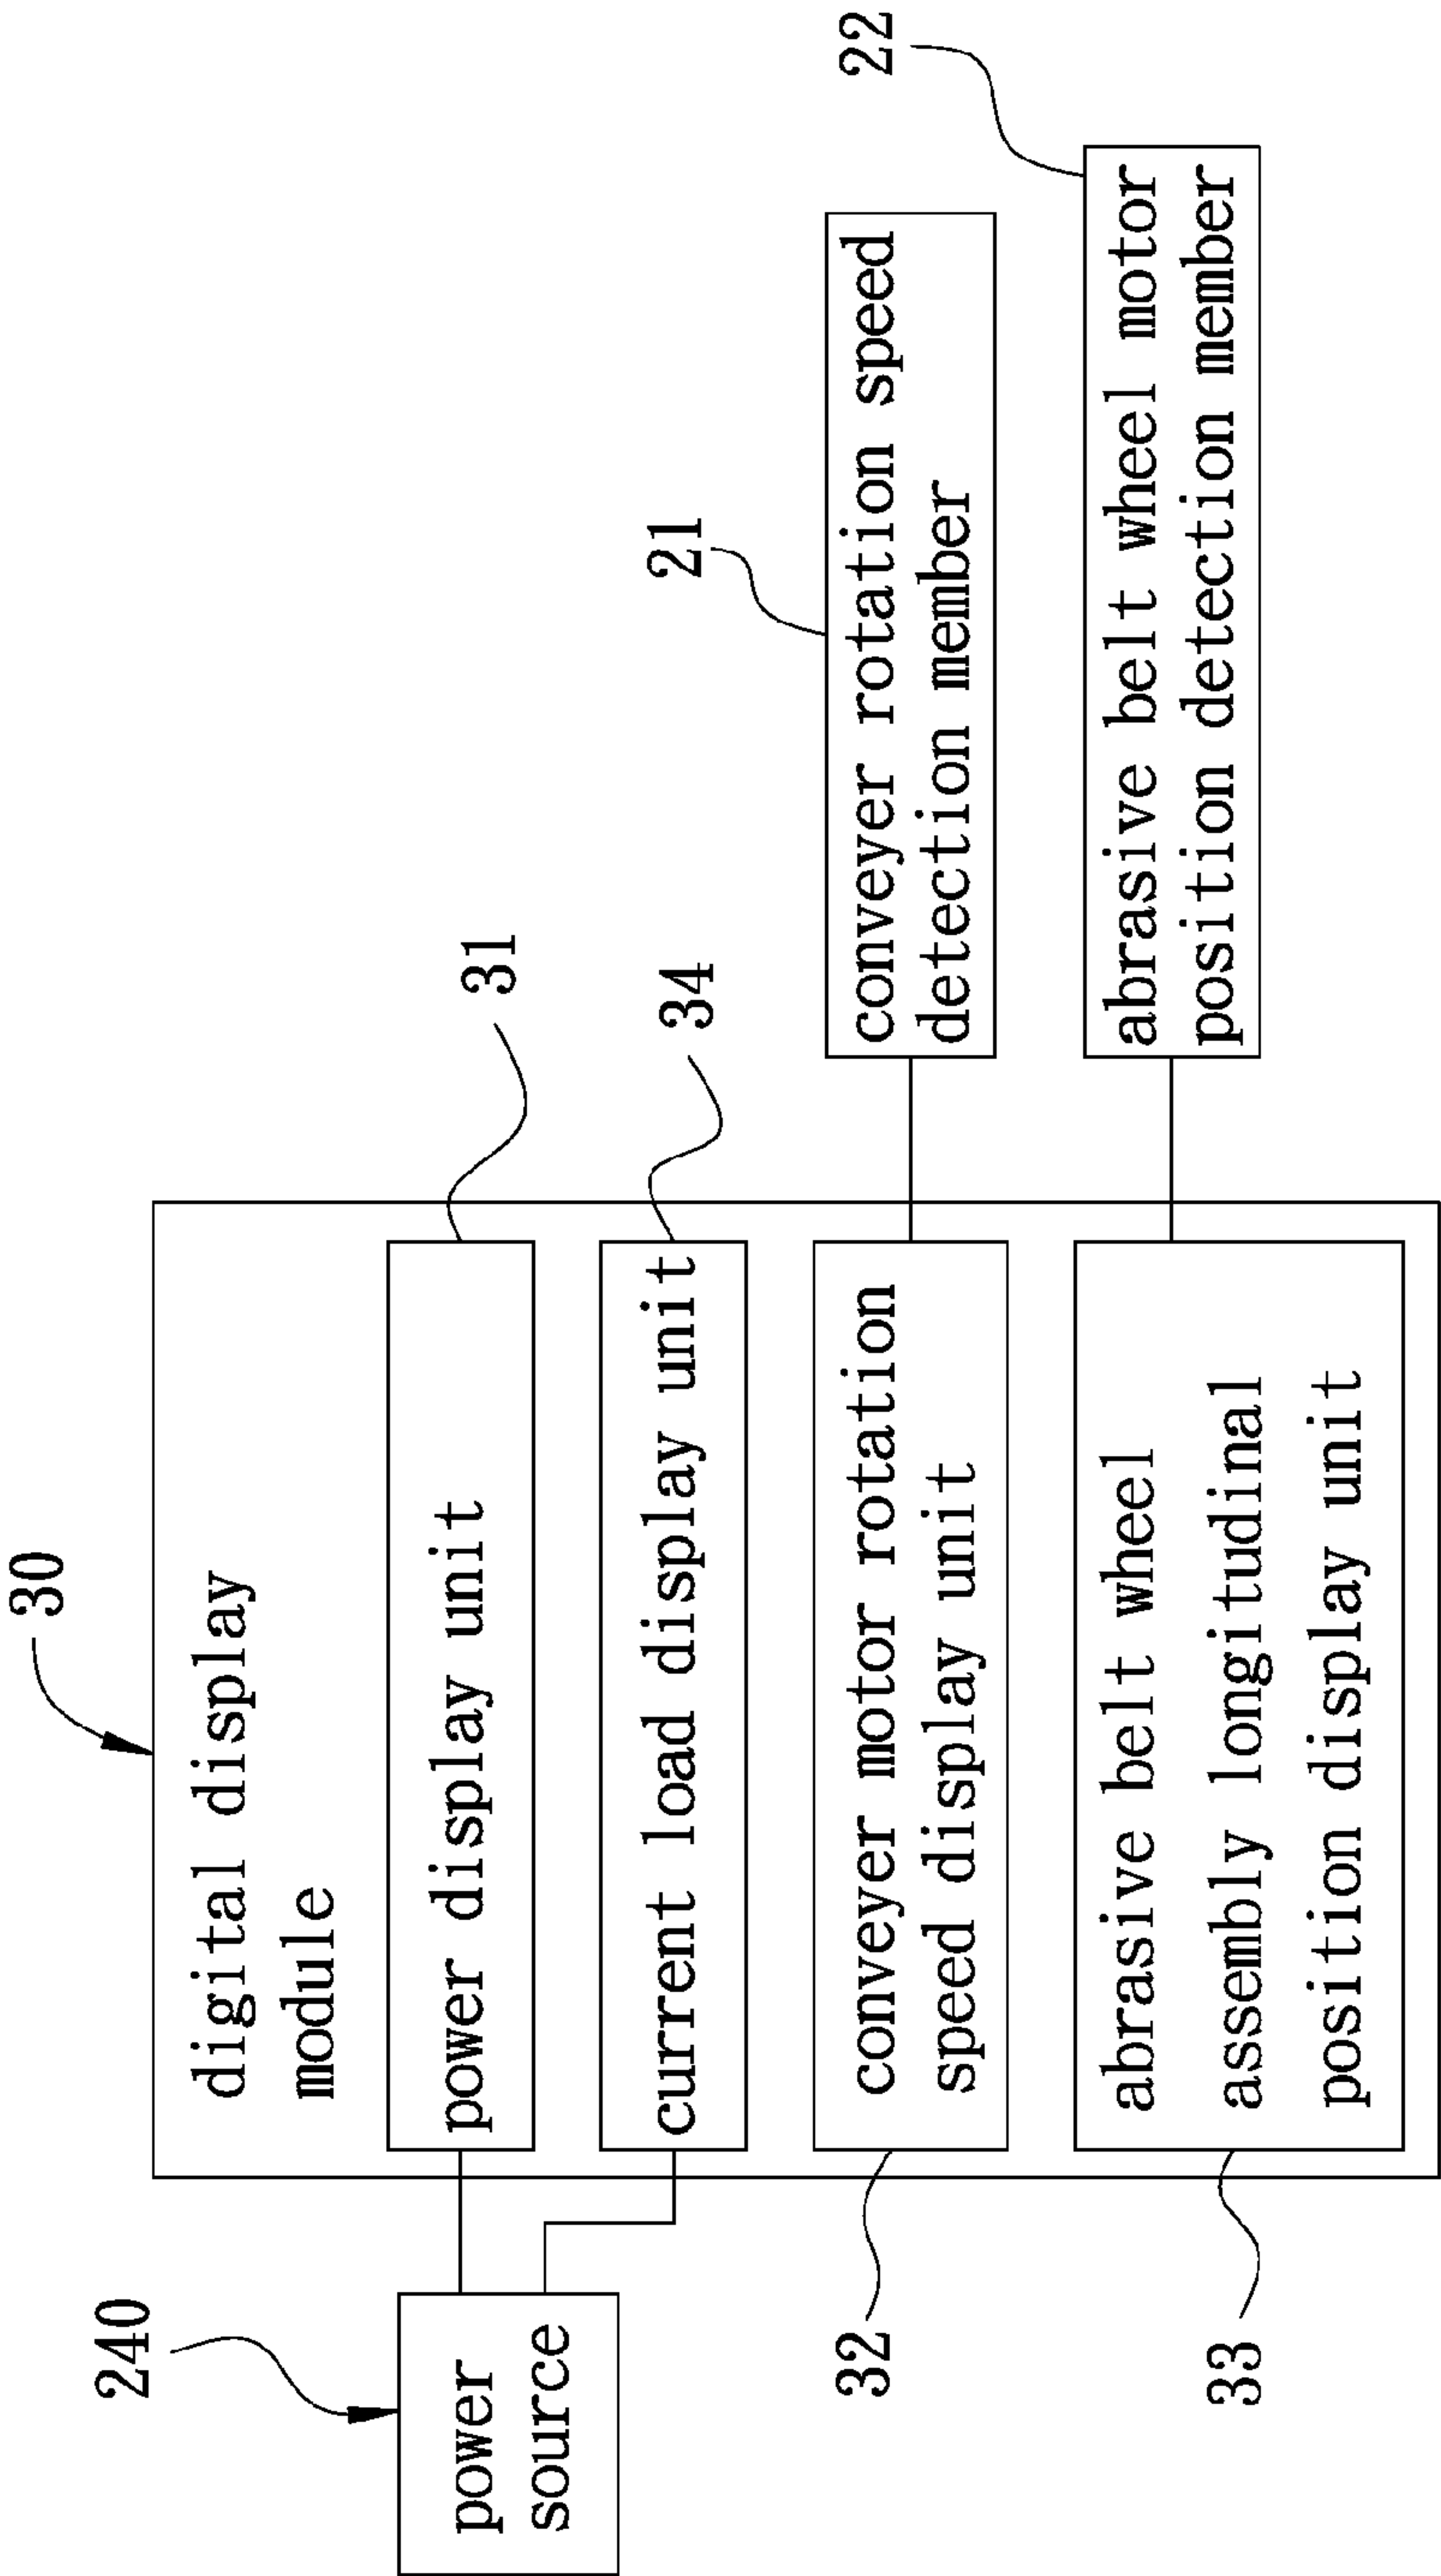 30
digital display
module
240
power
source
power display unit
31
current load display unit
34
conveyer motor rotation
speed display unit
32
conveyer rotation speed
detection member
21
abrasive belt wheel
assembly longitudinal
position display unit
33
abrasive belt wheel motor
position detection member
22